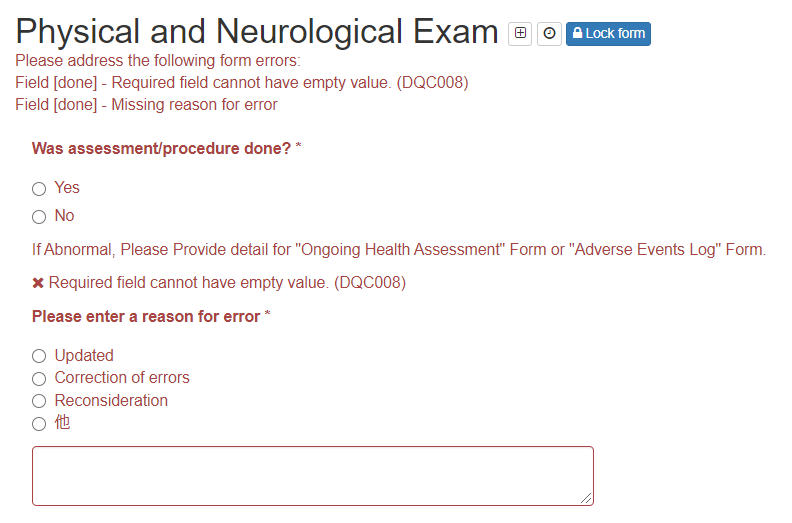 Physical and Neurological Exam Lock form
Please address the following form errors:
Field [done] - Required field cannot have empty value. (DQC008)
Field [done] - Missing reason for error
Was assessment/procedure done? *
Yes
No
If Abnormal, Please Provide detail for "Ongoing Health Assessment" Form or "Adverse Events Log" Form.
✖ Required field cannot have empty value. (DQC008)
Please enter a reason for error *
Updated
Correction of errors
Reconsideration
他